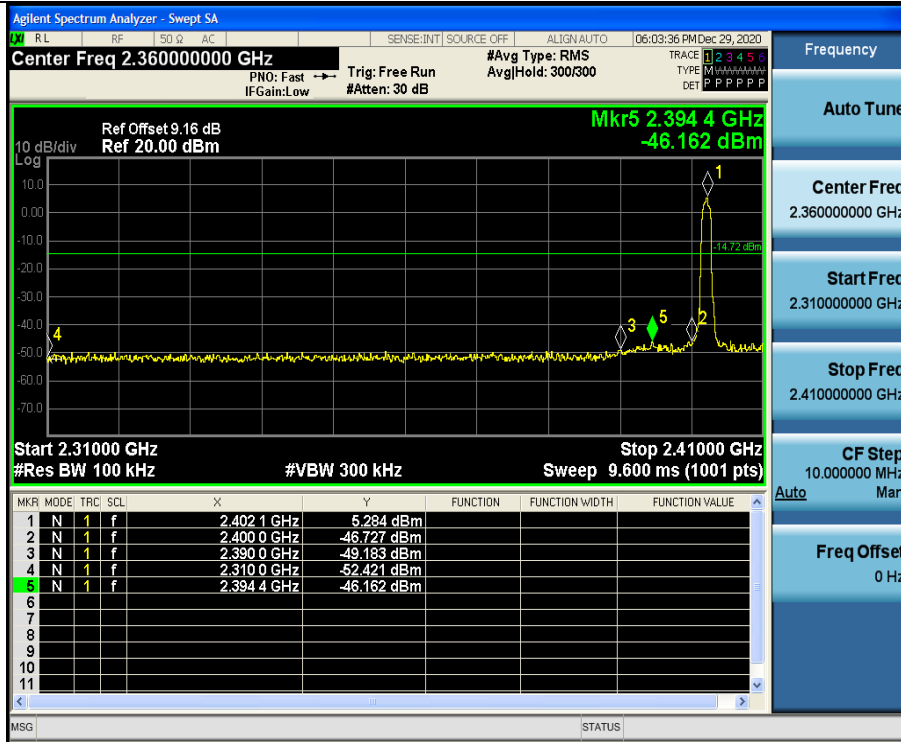 Agilent Spectrum Analyzer - Swept SA
LXI RL RF 50 Ω AC SENSE:INT SOURCE OFF ALIGN AUTO 06:03:36 PM Dec 29, 2020
Center Freq 2.360000000 GHz #Avg Type: RMS TRACE 1 2 3 4 5 6
PNO: Fast Trig: Free Run Avg|Hold: 300/300 TYPE M
IFGain:Low #Atten: 30 dB DET P P P P P P
Mkr5 2.394 4 GHz
-46.162 dBm
Ref Offset 9.16 dB
10 dB/div Ref 20.00 dBm
Log
10.0
0.00
-10.0
-20.0
-30.0
-40.0
-50.0
-60.0
-70.0
-14.72 dBm
1
2
3
4
5
Start 2.31000 GHz Stop 2.41000 GHz
#Res BW 100 kHz #VBW 300 kHz Sweep 9.600 ms (1001 pts)
MKR MODE TRC SCL X Y FUNCTION FUNCTION WIDTH FUNCTION VALUE
1 N 1 f 2.402 1 GHz 5.284 dBm
2 N 1 f 2.400 0 GHz -46.727 dBm
3 N 1 f 2.390 0 GHz -49.183 dBm
4 N 1 f 2.310 0 GHz -52.421 dBm
5 N 1 f 2.394 4 GHz -46.162 dBm
6
7
8
9
10
11
MSG STATUS
Frequency
Auto Tune
Center Freq
2.360000000 GHz
Start Freq
2.310000000 GHz
Stop Freq
2.410000000 GHz
CF Step
10.000000 MHz
Auto Man
Freq Offset
0 Hz